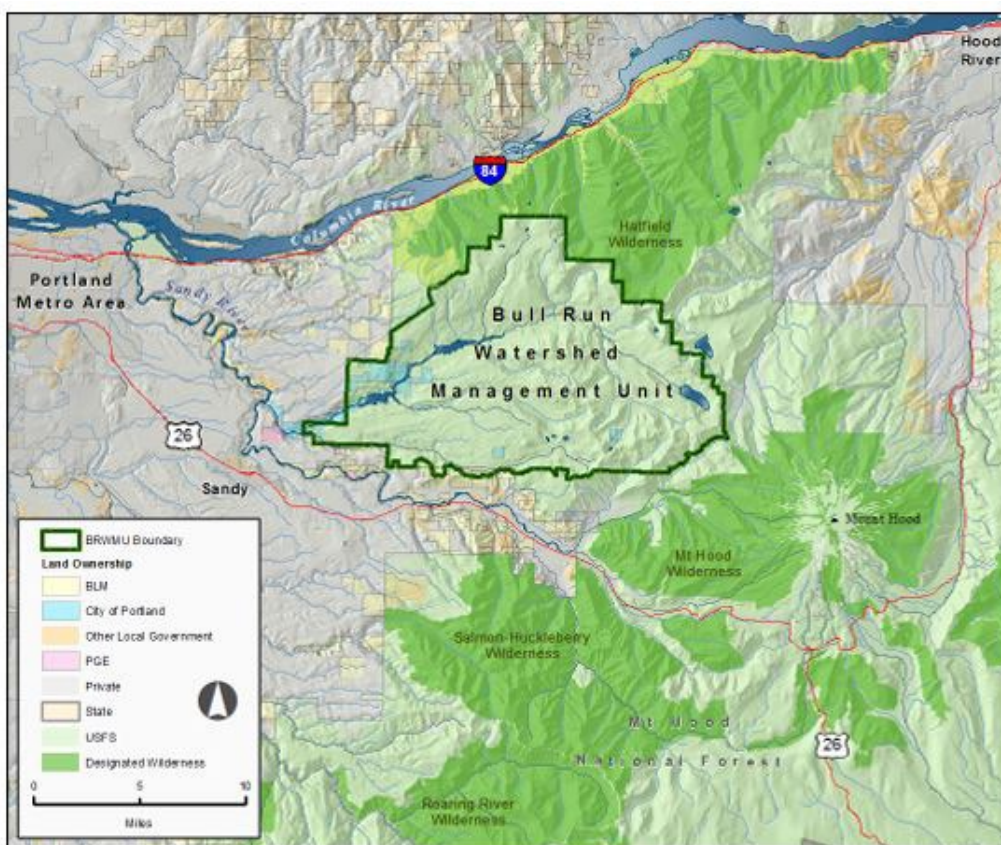 Hood
River
84
Columbia River
Hatfield
Wilderness
Portland
Metro Area
Sandy River
Bull Run
Watershed
Management Unit
26
Sandy
Mount Hood
Mt Hood
Wilderness
Salmon-Huckleberry
Wilderness
Mt Hood
National Forest
26
Roaring River
Wilderness
BRWMU Boundary
Land Ownership
BLM
City of Portland
Other Local Government
PGE
Private
State
USFS
Designated Wilderness
0 5 10
Miles